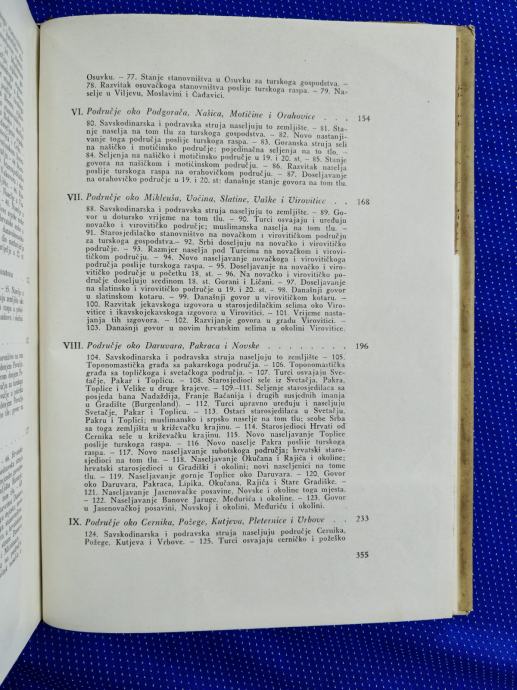 Osuvku. – 77. Stanje stanovništva u Osuvku za turskog gospodstva. –
78. Razvitak osuvačkoga stanovništva poslije turskoga raspa. – 79. Na-
selje u Viljevu, Moslavini i Čađavici.
VI. Područje oko Podgorača, Našica, Motičine i Orahovice . . . 154
80. Savskodinarska i podravska struja naseljuju to zemljište. – 81. Sta-
nje naselja na tom tlu za turskog gospodstva. – 82. Novo nastanji-
vanje toga područja poslije turskoga raspa. – 83. Goranska struja seli
na našičko i motičinsko područje; pojedinačna seljenja na to tlo. –
84. Seljenja na našičko i motičinsko područje u 19. i 20. st. – 85. Stanje
govora na našičkom i motičinskom području. – 86. Razvitak naselja
poslije turskoga raspa na orahovičkom području. – 87. Doseljavanje
na orahovičko područje u 19. i 20. st: današnje stanje govora na tom tlu.
VII. Područje oko Mikleuša, Voćina, Slatine, Vaške i Virovitice . . 168
88. Savskodinarska i podravska struja naseljuju to zemljište. – 89. Go-
vor u doturskο vrijeme na tom tlu. – 90. Turci osvajaju i uređuju
novačko i virovitičko područje; muslimanska naselja na tom tlu. –
91. Starosjedilačko stanovništvo na novačkom i virovitičkom području
za turskog gospodstva.– 92. Srbi doseljuju na novačko i virovitičko
područje. – 93. Razmjer naselja pod Turcima na novačkom i virovi-
tičkom području. – 94. Novo naseljavanje novačkoga i virovitičkoga
područja poslije turskoga raspa. – 95. Doseljavanje na novačko i viro-
vitičko područje u početku 18. st. – 96. Na novačko i virovitičko po-
dručje doseljuju sredinom 18. st. Gorani i Ličani. – 97. Doseljavanje
na slatinsko i virovitičko područje u 19. i 20. st. – 98. Današnji govor
u slatinskom kotaru. – 99. Današnji govor u virovitičkom kotaru. –
100. Razvitak jekavskoga izgovora u starosjedilačkim selima oko Viro-
vitice i ikavskojekavskoga izgovora u Virovitici. – 101. Vrijeme nasta-
janja tih izgovora. – 102. Razvijanje govora u gradu Virovitici. –
103. Današnji govor u novim hrvatskim selima u okolini Virovitice.
VIII. Područje oko Daruvara, Pakraca i Novske . . . . . . . . 196
104. Savskodinarska i podravska struja naseljuju to zemljište. – 105.
Toponomastička građa sa pakarskoga područja. – 106. Toponomastička
građa sa topličkoga i svetačkoga područja. – 107. Turci osvajaju Sve-
tačje, Pakar i Toplicu. – 108. Starosjedioci sele iz Svetačja, Pakra,
Toplice i Velike u druge krajeve. – 109.–111. Seljenje starosjedilaca sa
posjeda bana Nadaždija, Franje Baćanija i drugih susjednih imanja
u Gradište (Burgenland). – 112. Turci upravno uređuju i naseljuju
Svetačje, Pakar i Toplicu. – 113. Ostaci starosjedilaca u Svetačju,
Pakru i Toplici; muslimansko i srpsko naselje na tom tlu; seobe Srba
sa toga zemljišta u križevačku krajinu. – 114. Starosjedioci Hrvati od
Cernika sele u križevačku krajinu. – 115. Novo naseljavanje Toplice
poslije turskoga raspa. – 116. Novo naselje Pakra poslije turskoga
raspa. – 117. Novo naseljavanje subotskoga područja; hrvatski staro-
sjedioci na tom tlu. – 118. Naseljavanje Okučana i Rajića i okoline;
hrvatski starosjedioci u Gradiški i okolini; novi naseljenici na tome
tlu. – 119. Naseljavanje gornje Toplice oko Daruvara. – 120. Govor
oko Daruvara, Pakraca, Lipika, Okučana, Rajića i Stare Gradiške. –
121. Naseljavanje Jasenovačke posavine, Novske i okoline toga mjesta.
– 122. Naseljavanje Banove Jaruge, Međurića i okoline. – 123. Govor
u Jasenovačkoj posavini, Novskoj i okolini, Međuriću i okolini.
IX. Područje oko Cernika, Požege, Kutjeva, Pleternice i Vrbove . . 233
124. Savskodinarska i podravska struja naseljuju područje Cernika,
Požege, Kutjeva i Vrbove. – 125. Turci osvajaju cerničko i požeško
355